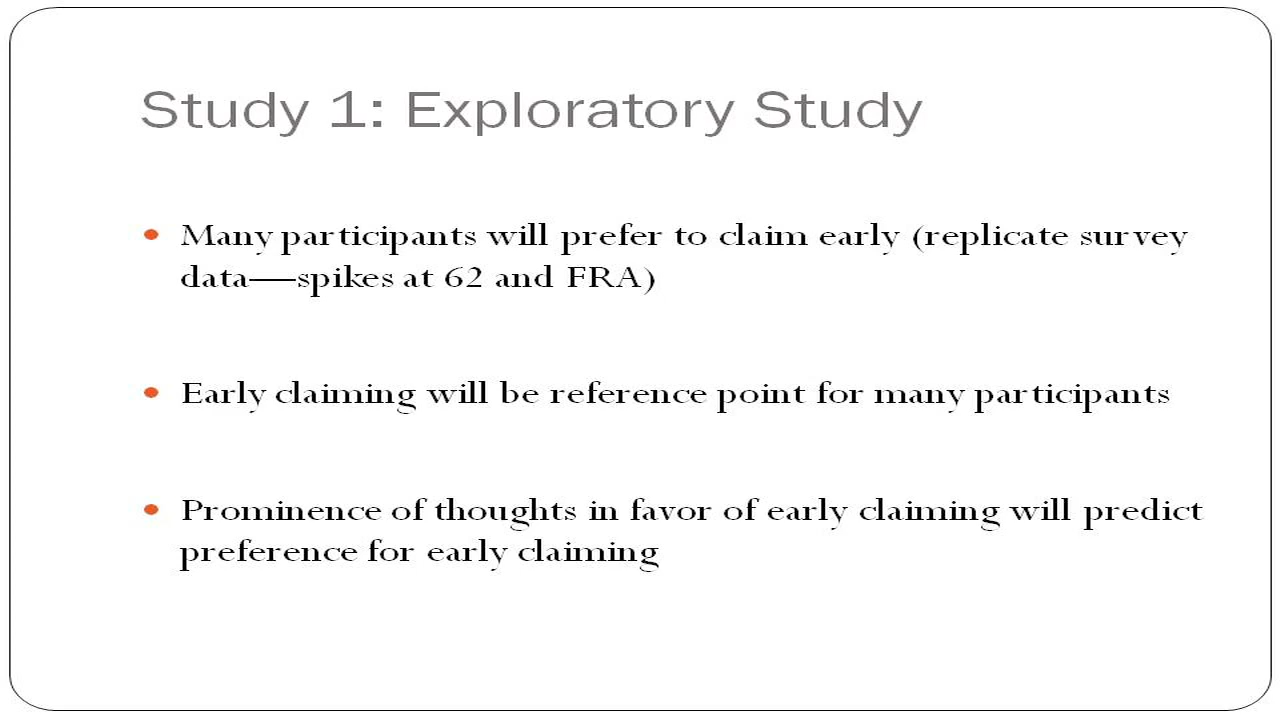 Study 1: Exploratory Study
Many participants will prefer to claim early (replicate survey
data—spikes at 62 and FRA)
Early claiming will be reference point for many participants
Prominence of thoughts in favor of early claiming will predict
preference for early claiming